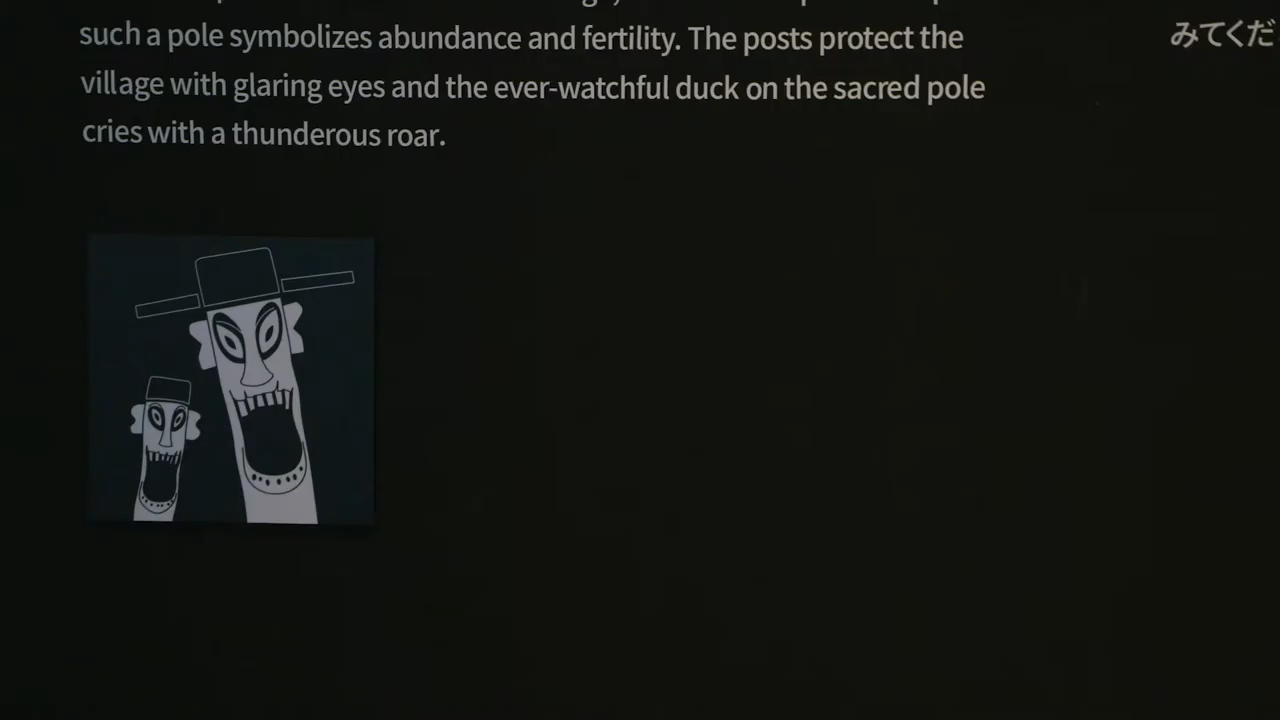 such a pole symbolizes abundance and fertility. The posts protect the
village with glaring eyes and the ever-watchful duck on the sacred pole
cries with a thunderous roar.
みてくだ